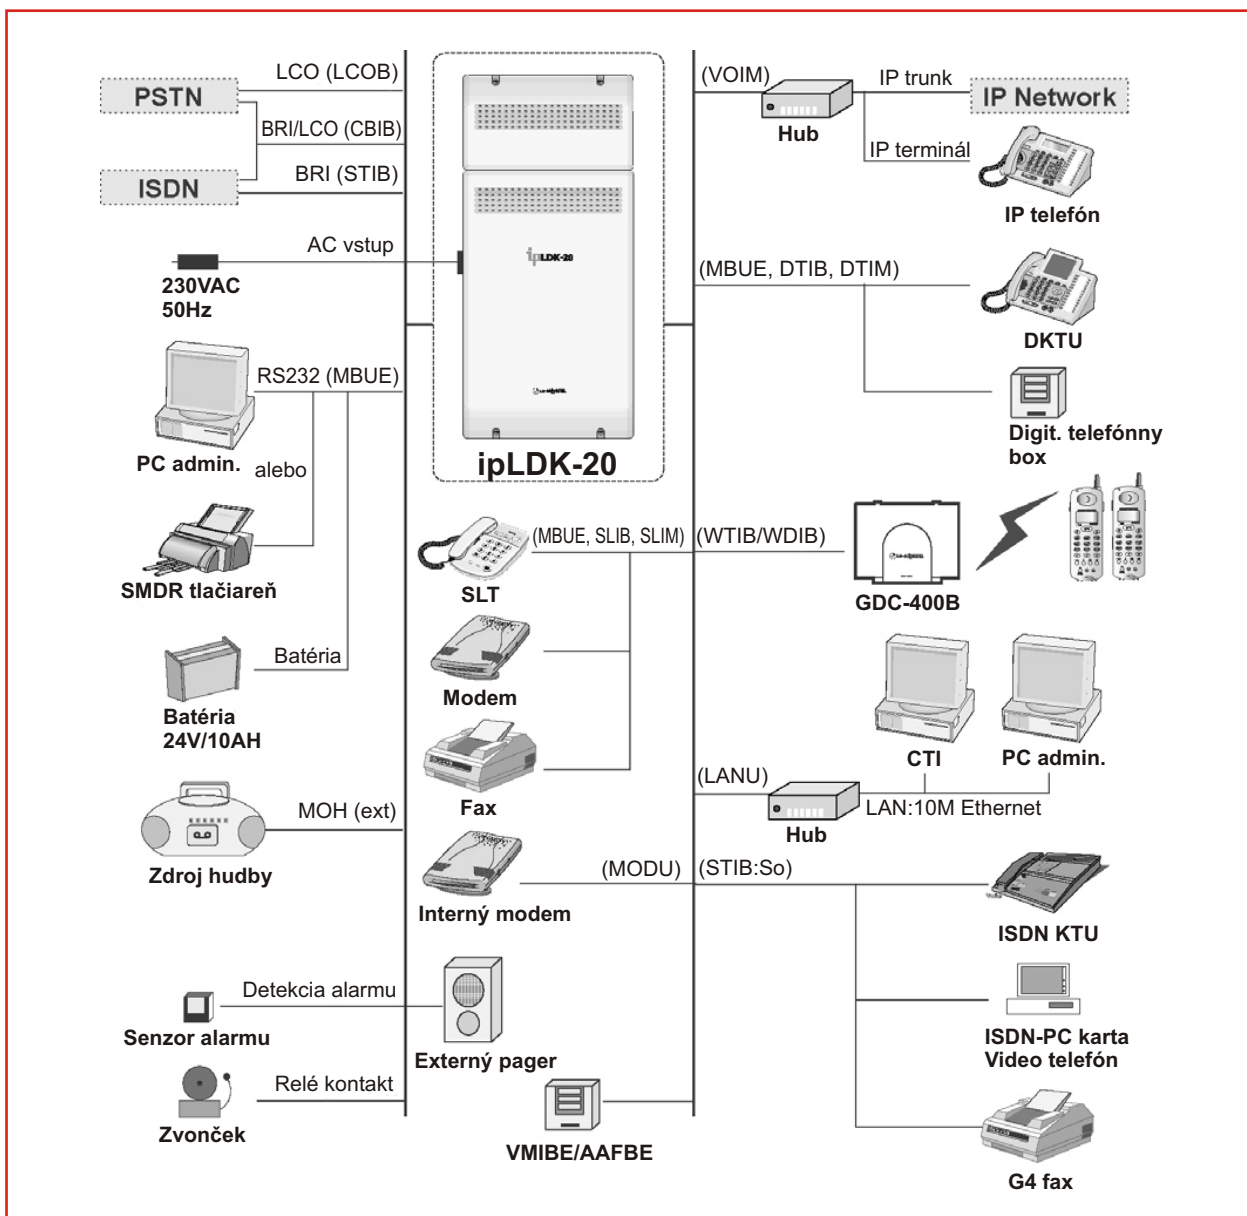 LCO (LCOB)
PSTN
BRI/LCO (CBIB)
BRI (STIB)
ISDN
AC vstup
230VAC
50Hz
RS232 (MBUE)
PC admin.
alebo
SMDR tlačiareň
Batéria
Batéria
24V/10AH
MOH (ext)
Zdroj hudby
Detekcia alarmu
Senzor alarmu
Relé kontakt
Zvonček
ipLDK-20
ipLDK-20
(MBUE, SLIB, SLIM)
SLT
Modem
Fax
(MODU)
Interný modem
Externý pager
VMIBE/AAFBE
(VOIM)
IP trunk
IP Network
Hub
IP terminál
IP telefón
(MBUE, DTIB, DTIM)
DKTU
Digit. telefónny
box
(WTIB/WDIB)
GDC-400B
CTI
PC admin.
(LANU)
LAN:10M Ethernet
Hub
(STIB:So)
ISDN KTU
ISDN-PC karta
Video telefón
G4 fax